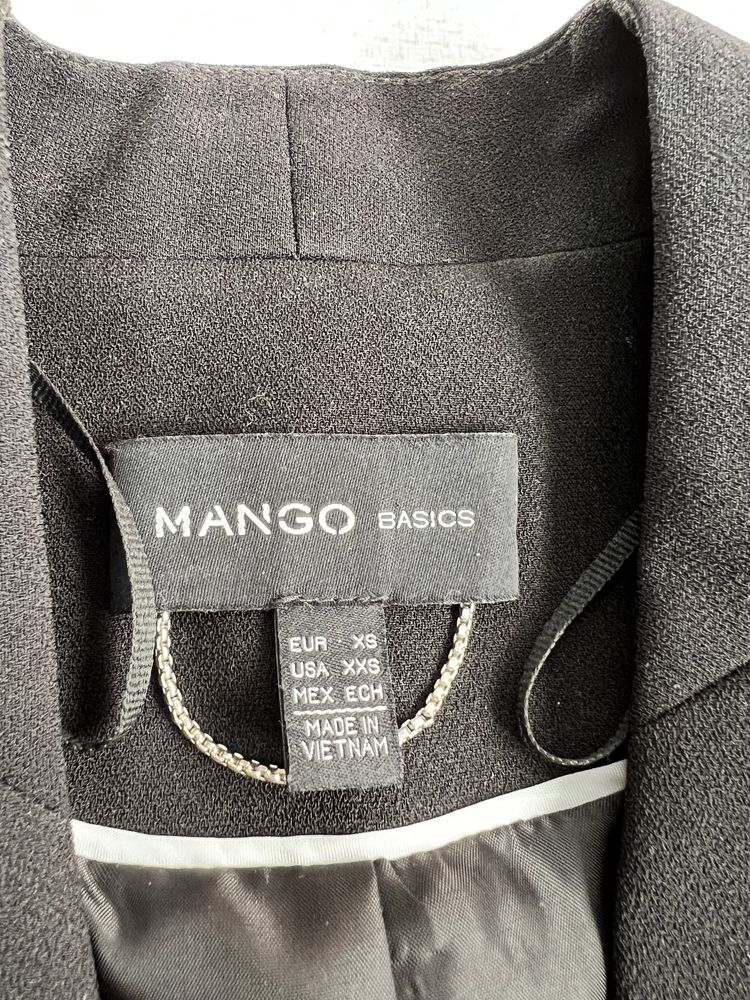 MANGO BASICS
EUR · XS
USA XXS
MEX ECH
MADE IN
VIETNAM